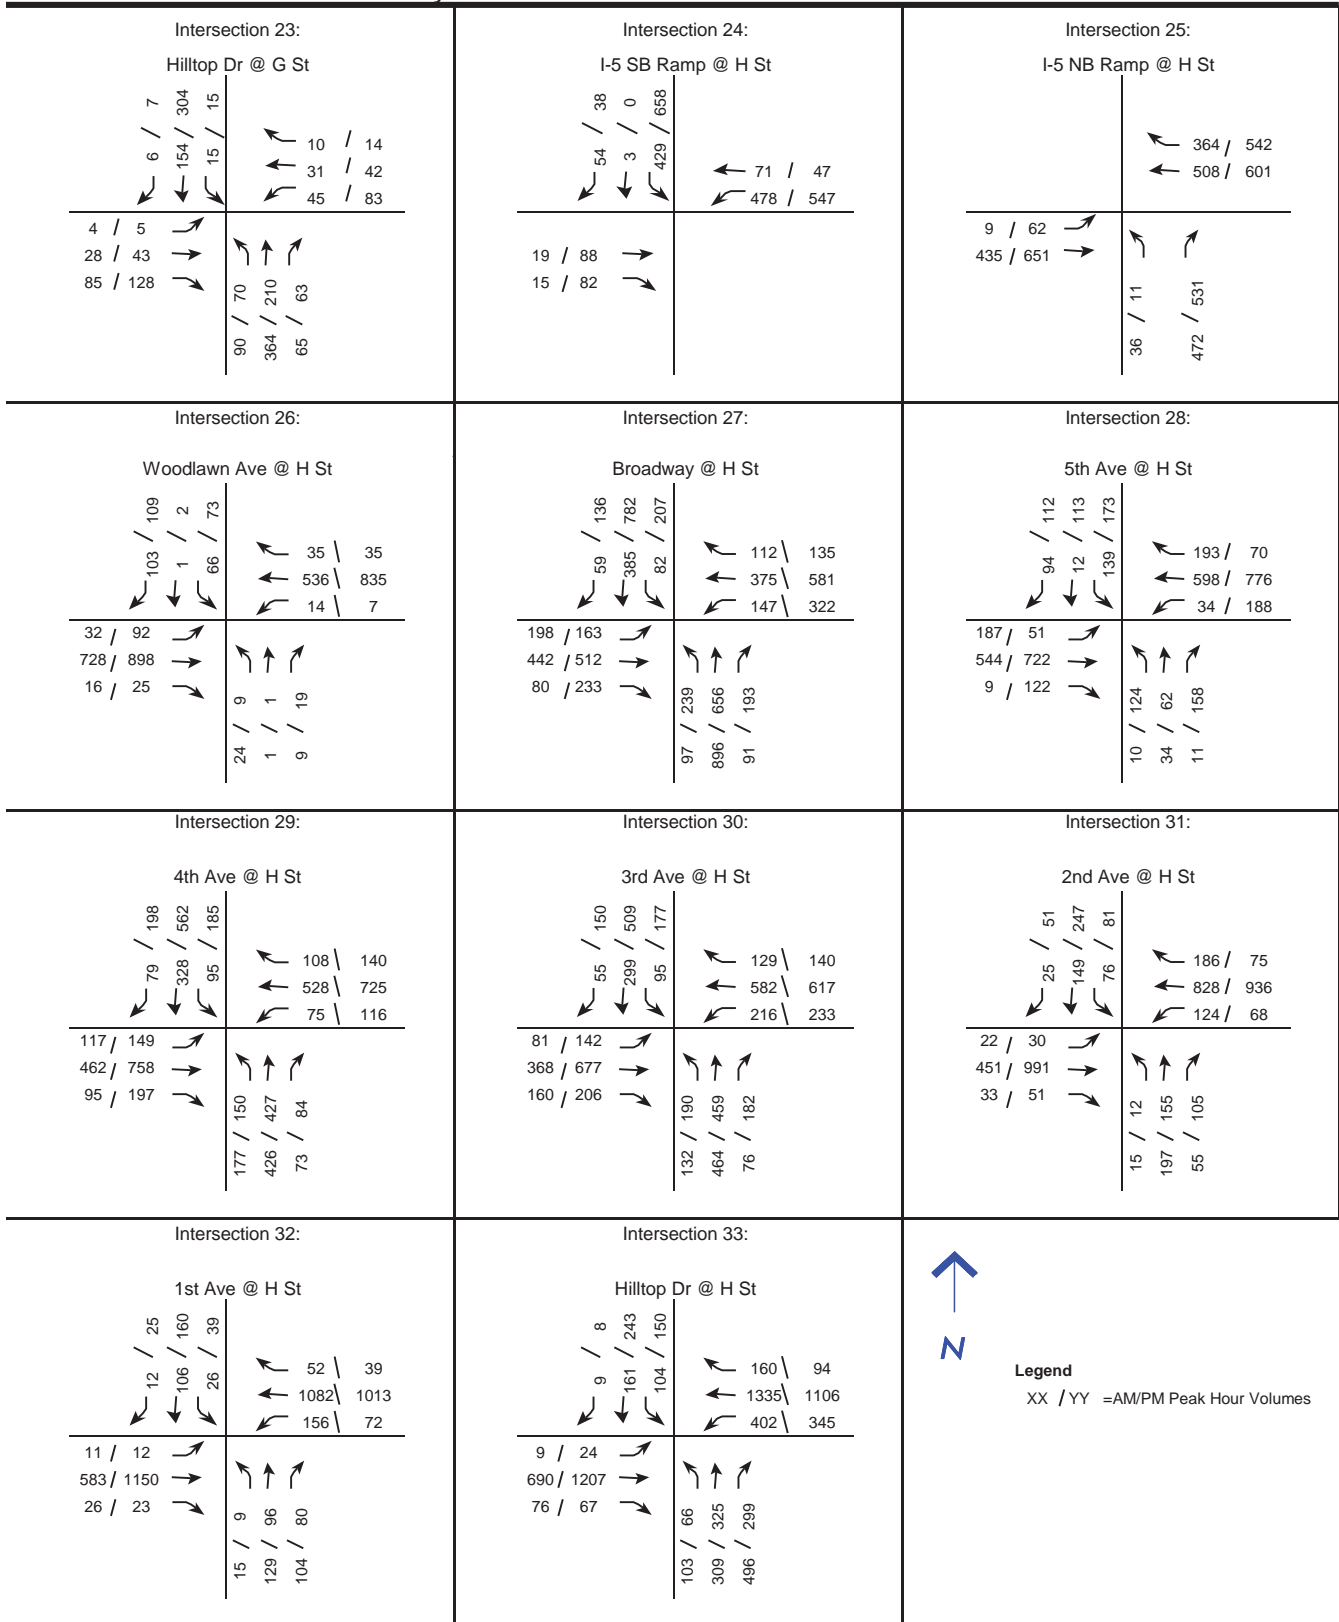 Intersection 23:
Hilltop Dr @ G St
6 / 7
154 / 304
15 / 15
10 / 14
31 / 42
45 / 83
4 / 5
28 / 43
85 / 128
90 / 70
364 / 210
65 / 63
Intersection 24:
I-5 SB Ramp @ H St
54 / 38
3 / 0
429 / 658
71 / 47
478 / 547
19 / 88
15 / 82
Intersection 25:
I-5 NB Ramp @ H St
364 / 542
508 / 601
9 / 62
435 / 651
36 / 11
472 / 531
Intersection 26:
Woodlawn Ave @ H St
103 / 109
1 / 2
66 / 73
35 \ 35
536 \ 835
14 \ 7
32 / 92
728 / 898
16 / 25
24 / 9
1 / 1
9 / 19
Intersection 27:
Broadway @ H St
59 / 136
385 / 782
82 / 207
112 \ 135
375 \ 581
147 \ 322
198 / 163
442 / 512
80 / 233
97 / 239
896 / 656
91 / 193
Intersection 28:
5th Ave @ H St
94 / 112
12 / 113
139 / 173
193 / 70
598 / 776
34 / 188
187 / 51
544 / 722
9 / 122
10 / 124
34 / 62
11 / 158
Intersection 29:
4th Ave @ H St
79 / 198
328 / 562
95 / 185
108 \ 140
528 \ 725
75 \ 116
117 / 149
462 / 758
95 / 197
177 / 150
426 / 427
73 / 84
Intersection 30:
3rd Ave @ H St
55 / 150
299 / 509
95 / 177
129 \ 140
582 \ 617
216 \ 233
81 / 142
368 / 677
160 / 206
132 / 190
464 / 459
76 / 182
Intersection 31:
2nd Ave @ H St
25 / 51
149 / 247
76 / 81
186 / 75
828 / 936
124 / 68
22 / 30
451 / 991
33 / 51
15 / 12
197 / 155
55 / 105
Intersection 32:
1st Ave @ H St
12 / 25
106 / 160
26 / 39
52 \ 39
1082 \ 1013
156 \ 72
11 / 12
583 / 1150
26 / 23
15 / 9
129 / 96
104 / 80
Intersection 33:
Hilltop Dr @ H St
9 / 8
161 / 243
104 / 150
160 \ 94
1335 \ 1106
402 \ 345
9 / 24
690 / 1207
76 / 67
103 / 66
309 / 325
496 / 299
N
Legend
XX / YY =AM/PM Peak Hour Volumes